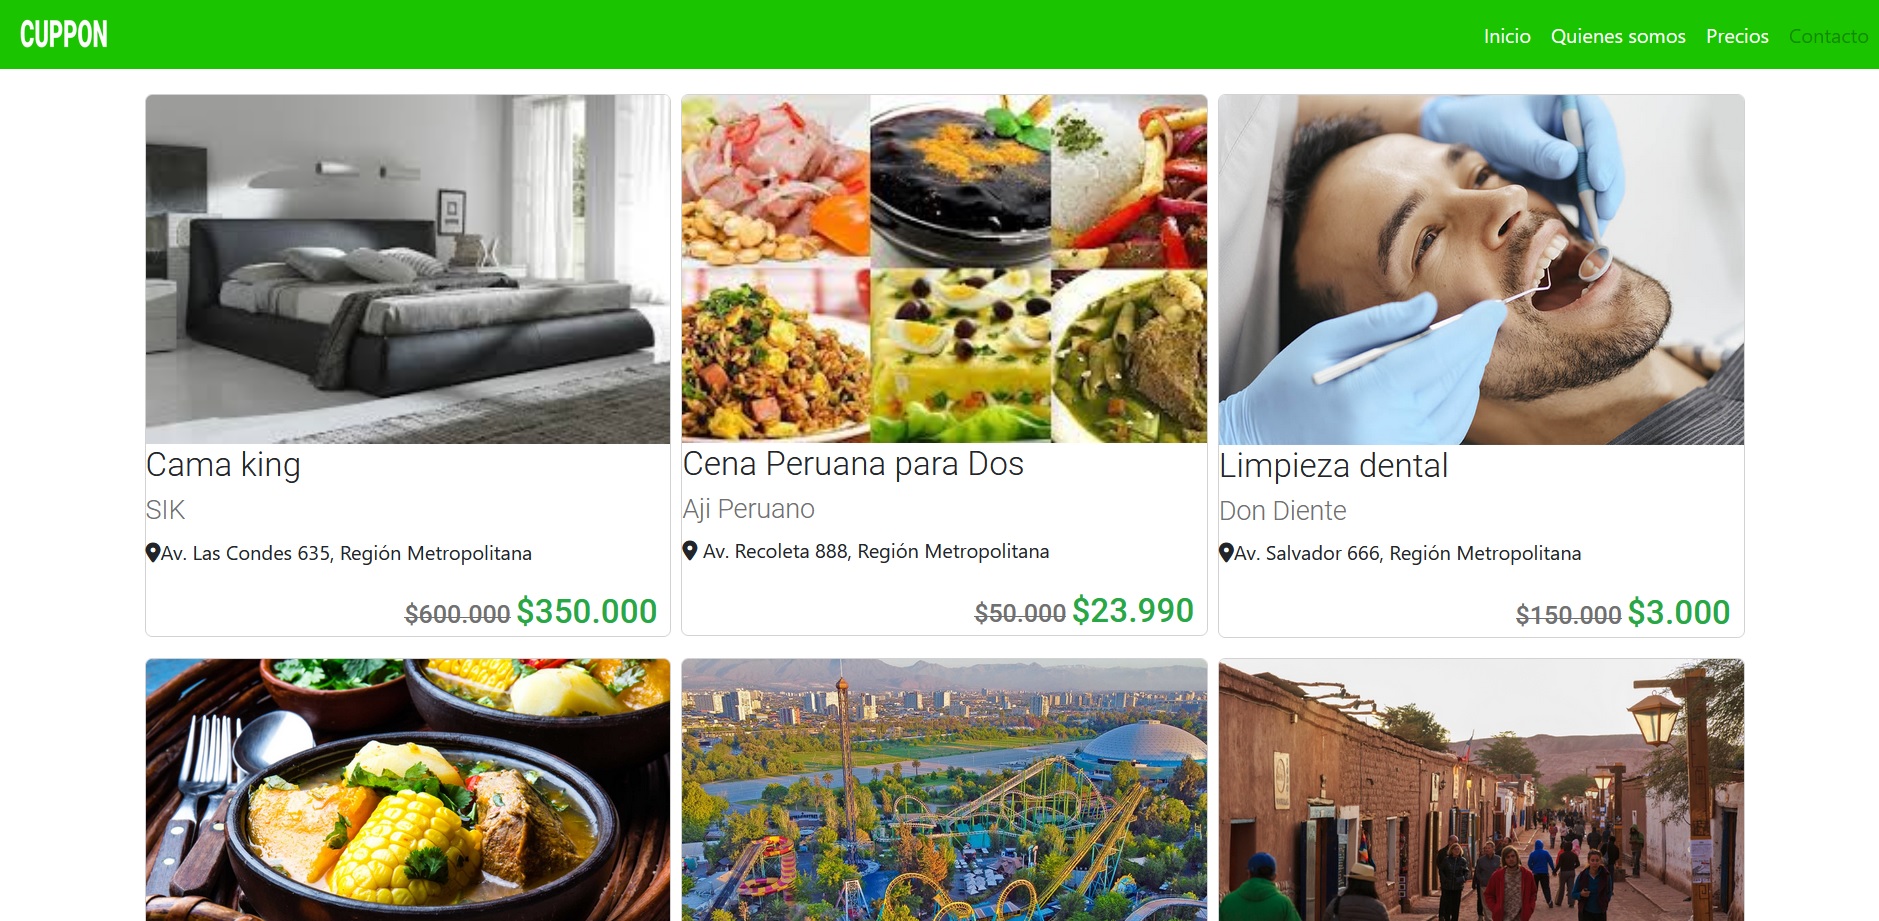 CUPPON
Inicio Quienes somos Precios Contacto
Cama king
SIK
Av. Las Condes 635, Región Metropolitana
$600.000 $350.000
Cena Peruana para Dos
Aji Peruano
Av. Recoleta 888, Región Metropolitana
$50.000 $23.990
Limpieza dental
Don Diente
Av. Salvador 666, Región Metropolitana
$150.000 $3.000